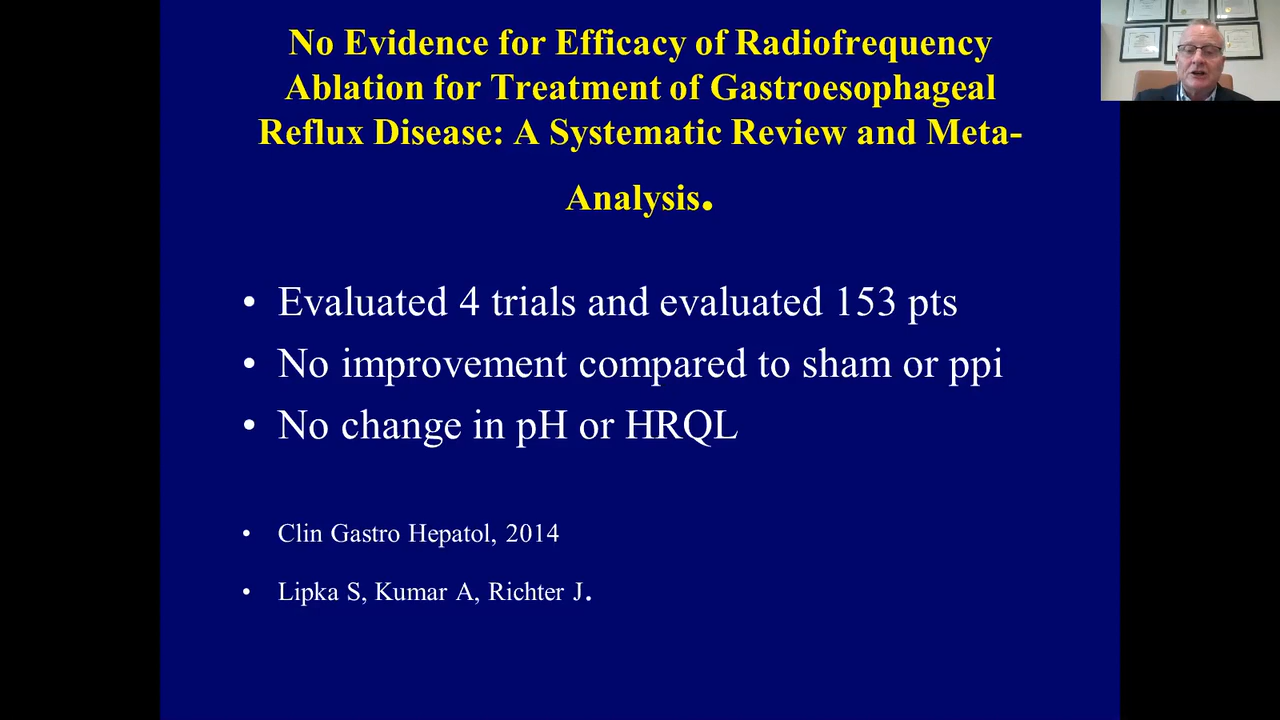 No Evidence for Efficacy of Radiofrequency
Ablation for Treatment of Gastroesophageal
Reflux Disease: A Systematic Review and Meta-
Analysis.
• Evaluated 4 trials and evaluated 153 pts
• No improvement compared to sham or ppi
• No change in pH or HRQL
• Clin Gastro Hepatol, 2014
• Lipka S, Kumar A, Richter J.